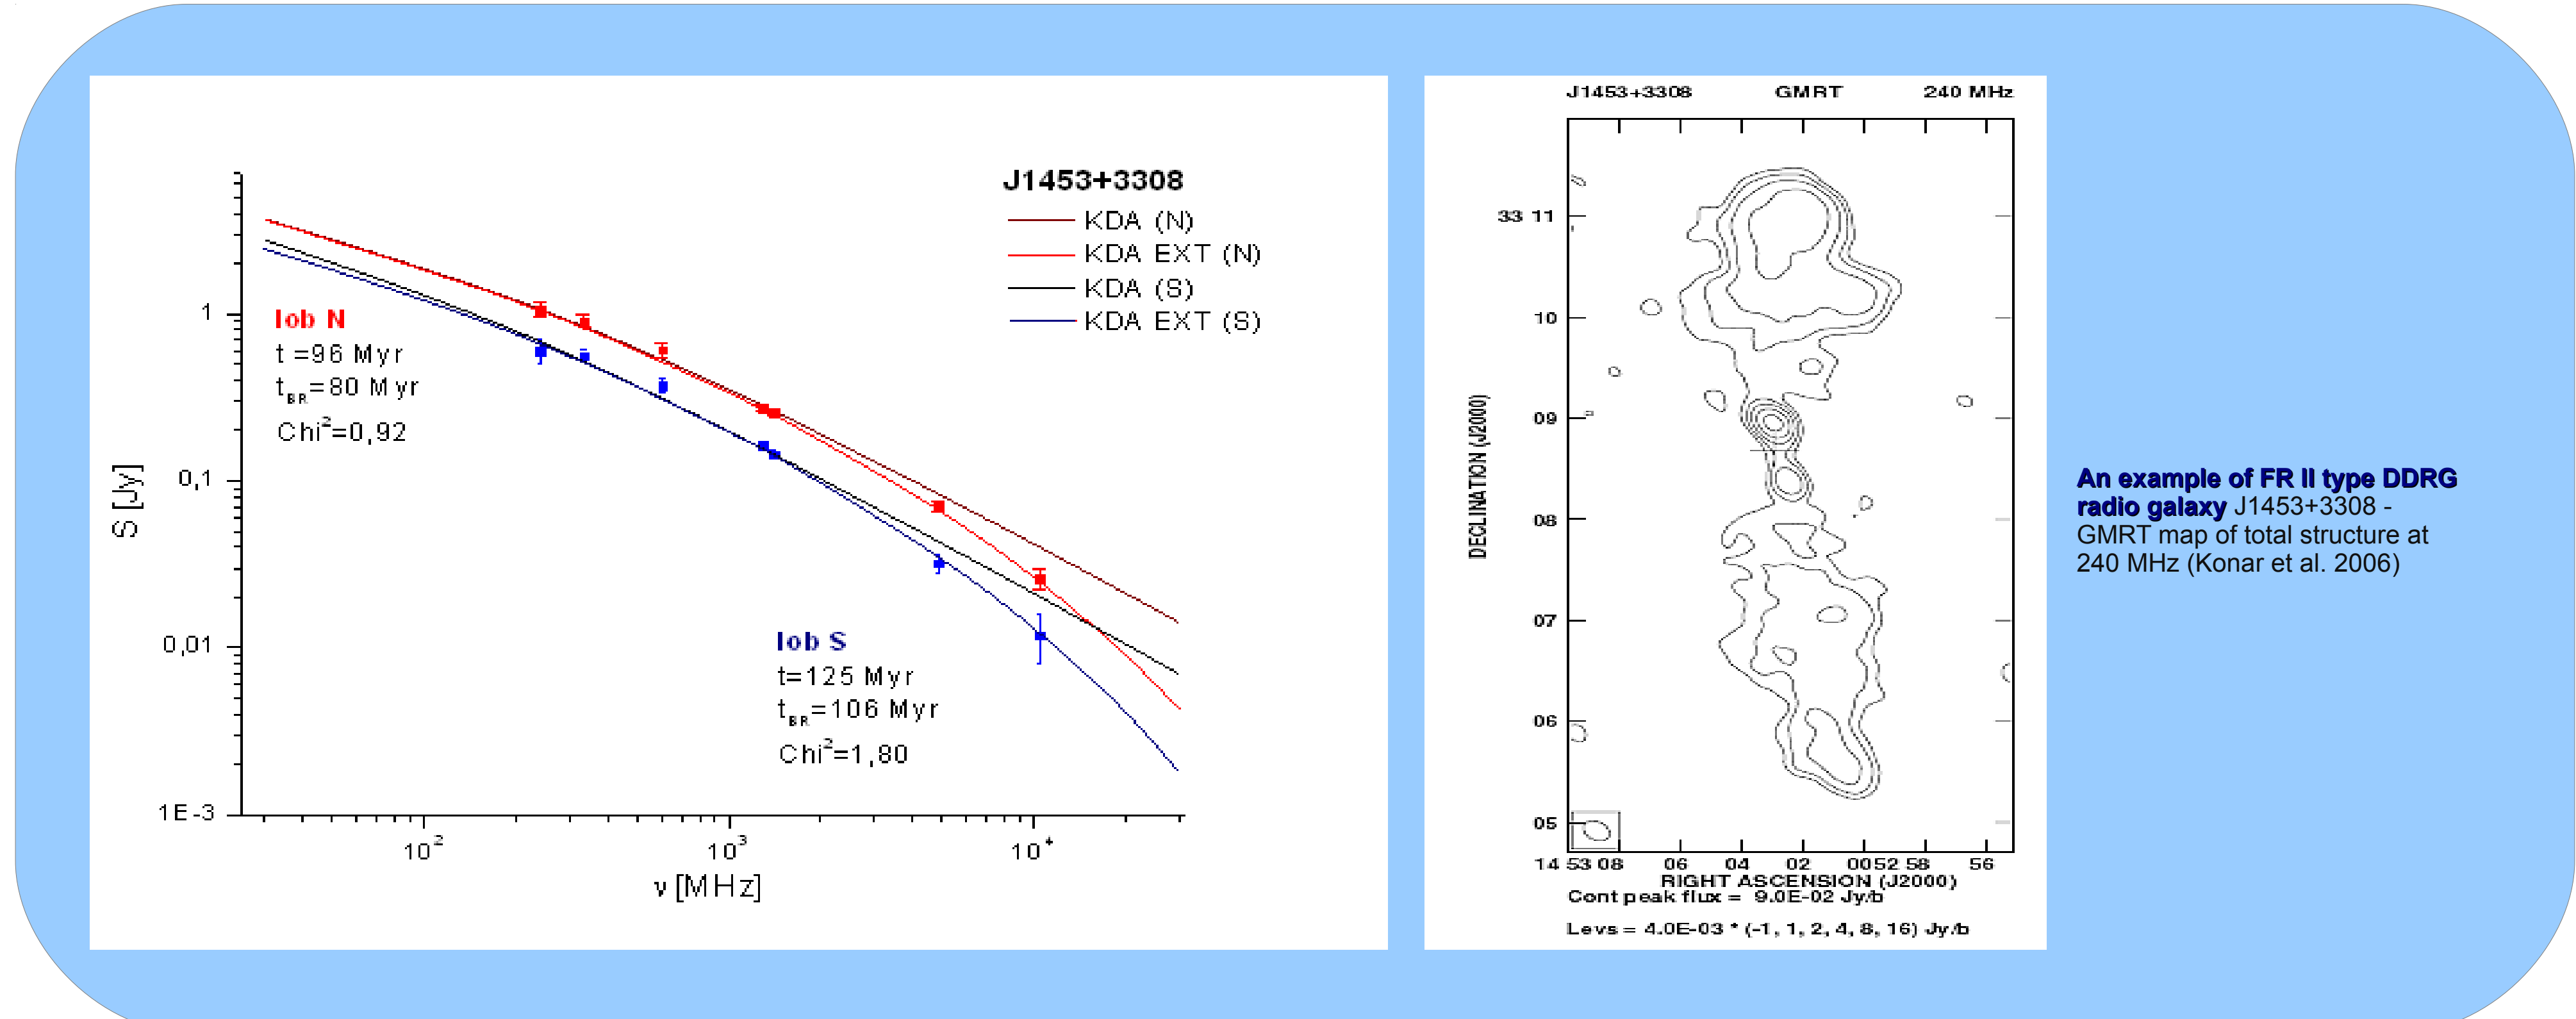 J1453+3308
KDA (N)
KDA EXT (N)
KDA (S)
KDA EXT (S)
lob N
t =96 Myr
tBR=80 Myr
Chi²=0,92
lob S
t=125 Myr
tBR=106 Myr
Chi²=1,80
S [Jy]
1
0,1
0,01
1E-3
10² 10³ 10⁴
ν [MHz]
J1453+3308 GMRT 240 MHz
DECLINATION (J2000)
33 11
10
09
08
07
06
05
14 53 08 06 04 02 00 52 58 56
RIGHT ASCENSION (J2000)
Cont peak flux = 9.0E-02 Jy/b
Levs = 4.0E-03 * (-1, 1, 2, 4, 8, 16) Jy/b
An example of FR II type DDRG
radio galaxy J1453+3308 -
GMRT map of total structure at
240 MHz (Konar et al. 2006)